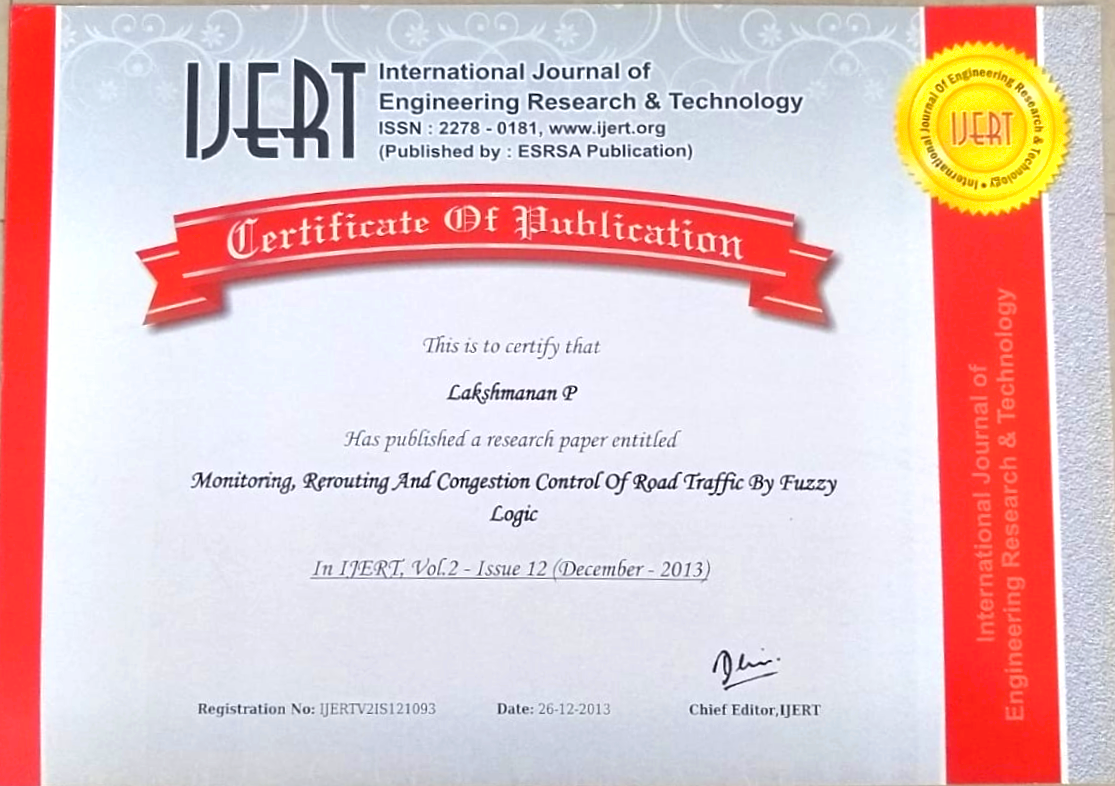 IJERT
International Journal of
Engineering Research & Technology
ISSN : 2278 - 0181, www.ijert.org
(Published by : ESRSA Publication)
International Journal Of Engineering Research & Technology •
IJERT
Certificate Of Publication
This is to certify that
Lakshmanan P
Has published a research paper entitled
Monitoring, Rerouting And Congestion Control Of Road Traffic By Fuzzy
Logic
In IJERT, Vol.2 - Issue 12 (December - 2013)
Registration No: IJERTV2IS121093
Date: 26-12-2013
Chief Editor,IJERT
International Journal of
Engineering Research & Technology